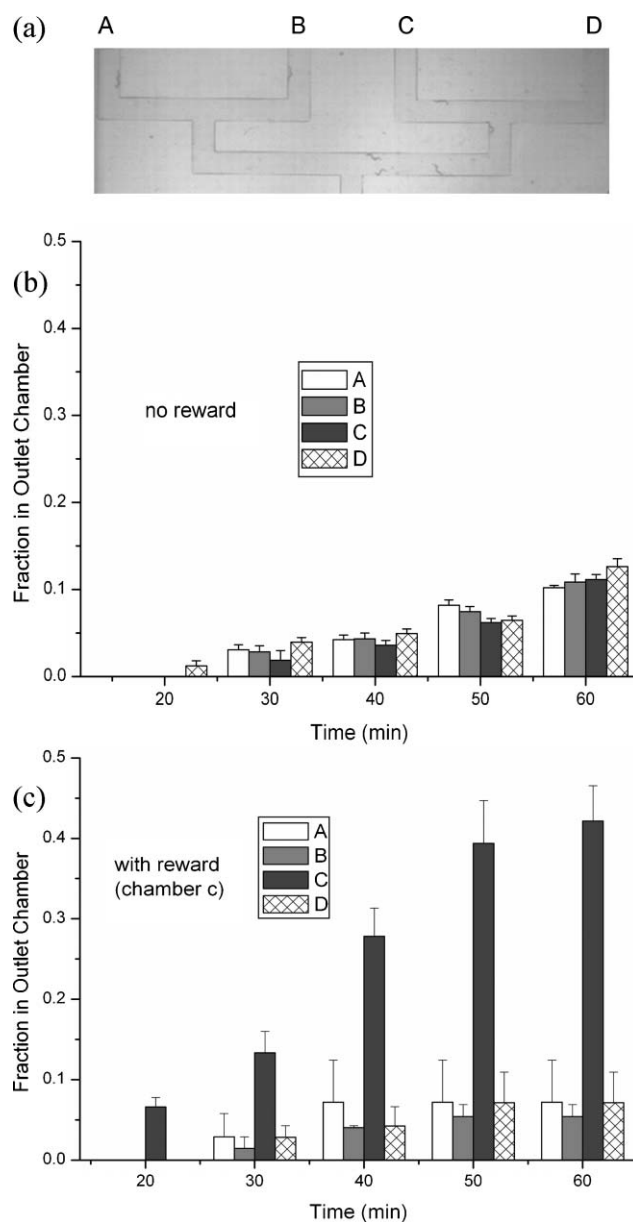 (a)
A B C D
(b)
0.5
0.4
0.3
0.2
0.1
0.0
Fraction in Outlet Chamber
no reward
A
B
C
D
20 30 40 50 60
Time (min)
(c)
0.5
0.4
0.3
0.2
0.1
0.0
Fraction in Outlet Chamber
with reward
(chamber c)
A
B
C
D
20 30 40 50 60
Time (min)